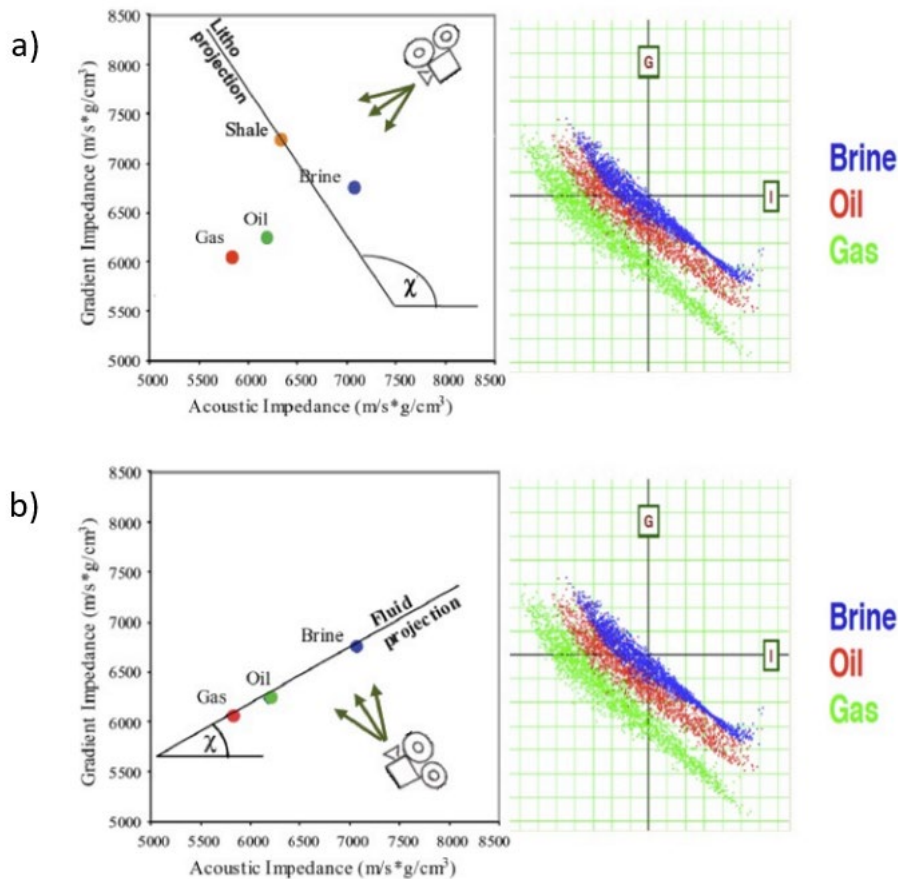 a)
8500
8000
7500
7000
6500
6000
5500
5000
Gradient Impedance (m/s*g/cm³)
Litho
projection
Shale
Brine
Oil
Gas
χ
5000 5500 6000 6500 7000 7500 8000 8500
Acoustic Impedance (m/s*g/cm³)
G
I
Brine
Oil
Gas
b)
8500
8000
7500
7000
6500
6000
5500
5000
Gradient Impedance (m/s*g/cm³)
Fluid
projection
Brine
Oil
Gas
χ
5000 5500 6000 6500 7000 7500 8000 8500
Acoustic Impedance (m/s*g/cm³)
G
I
Brine
Oil
Gas